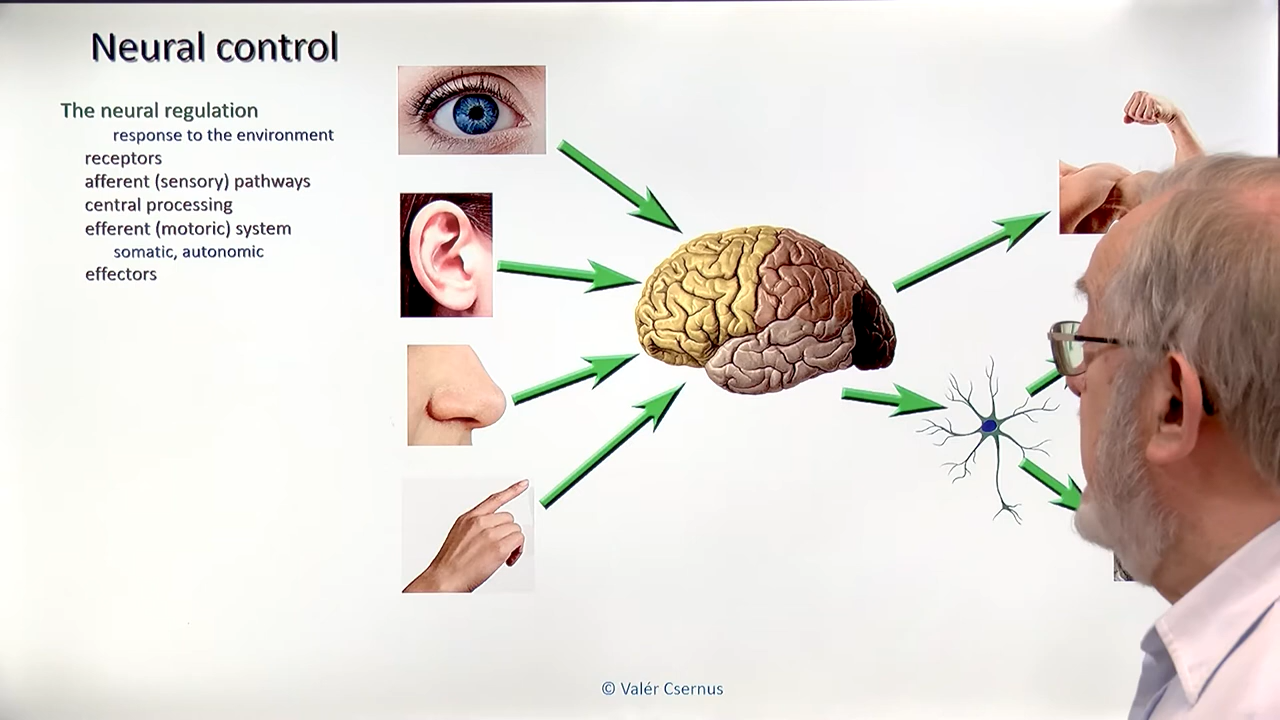 Neural control
The neural regulation
response to the environment
receptors
afferent (sensory) pathways
central processing
efferent (motoric) system
somatic, autonomic
effectors
© Valér Csernus